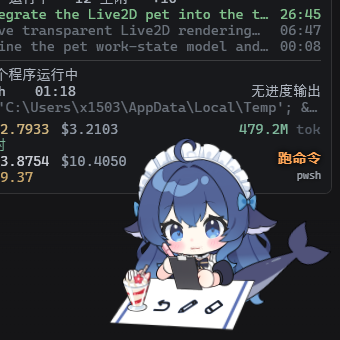 egrate the Live2D pet into the t… 26:45
ve transparent Live2D rendering… 06:47
ine the pet work-state model and… 00:08
个程序运行中
h 01:18 无进度输出
'C:\Users\x1503\AppData\Local\Temp'; &…
2.7933 $3.2103 479.2M tok
时
3.8754 $10.4050 跑命令
9.37 pwsh